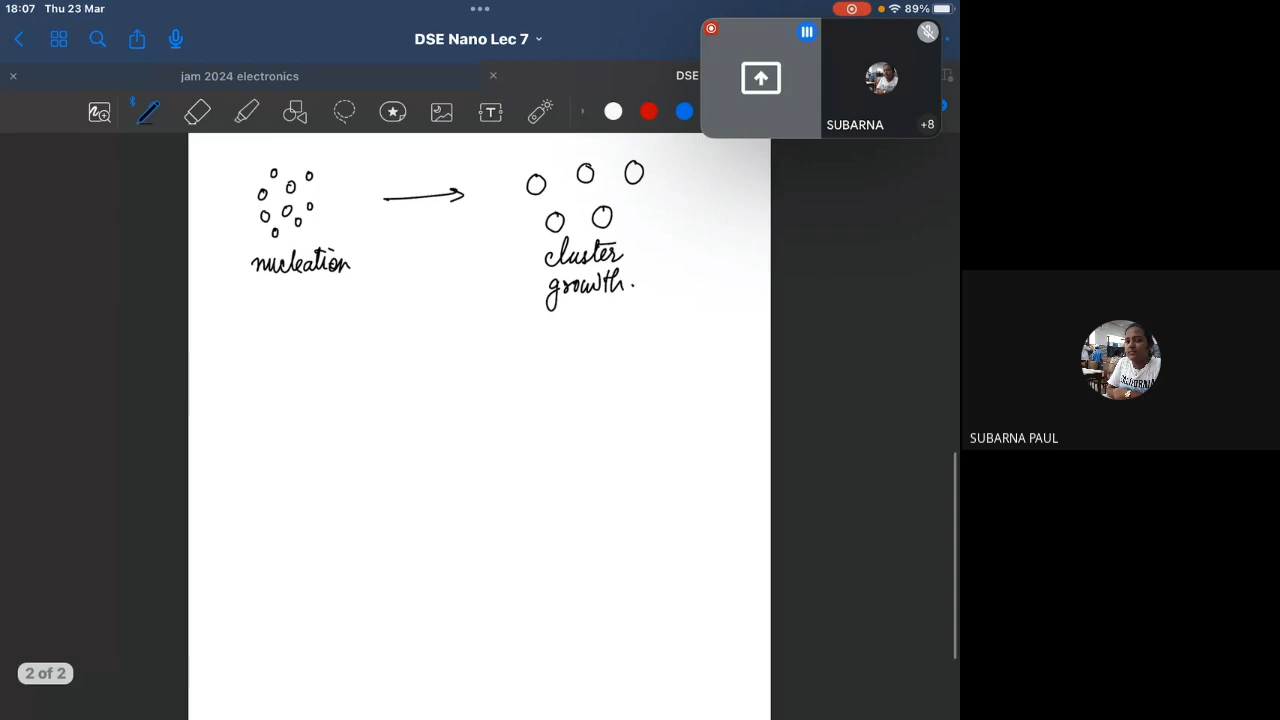 18:07 Thu 23 Mar
89%
DSE Nano Lec 7
jam 2024 electronics
DSE
SUBARNA
+8
nucleation
cluster
growth.
SUBARNA PAUL
2 of 2